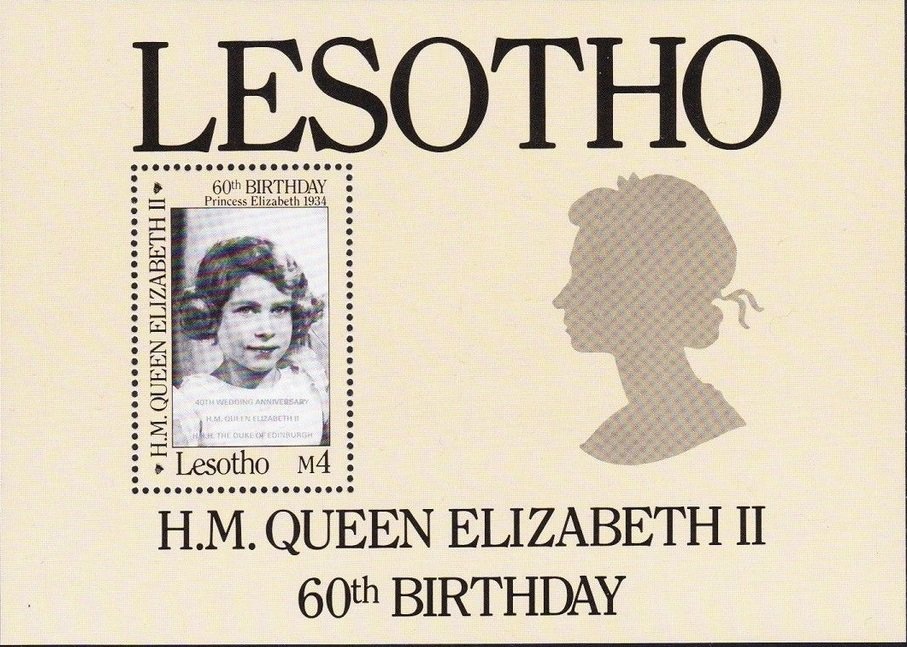 LESOTHO
60th BIRTHDAY
Princess Elizabeth 1934
H.M. QUEEN ELIZABETH II
40TH WEDDING ANNIVERSARY
H.M. QUEEN ELIZABETH II
H.R.H. THE DUKE OF EDINBURGH
Lesotho M4
H.M. QUEEN ELIZABETH II
60th BIRTHDAY